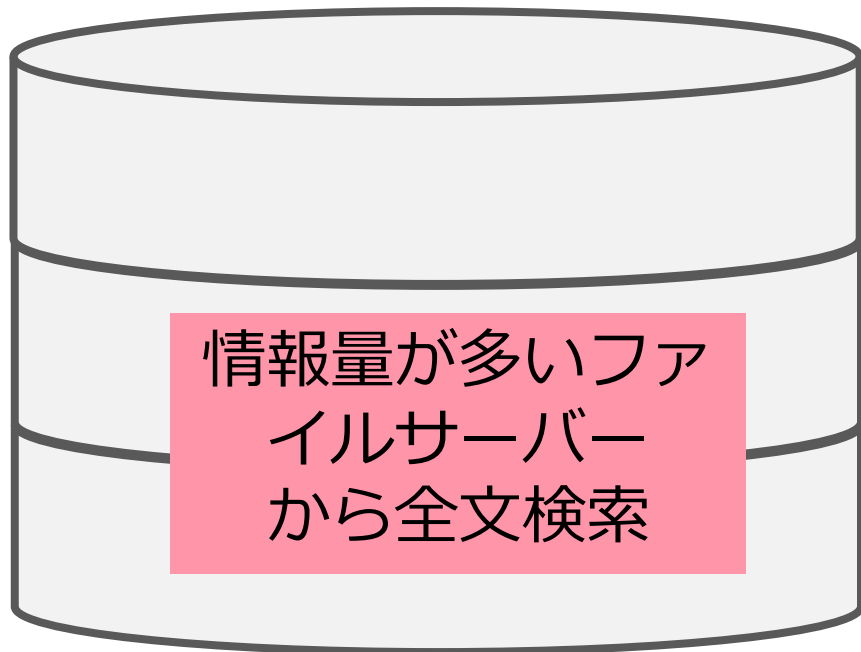 情報量が多いファ
イルサーバー
から全文検索